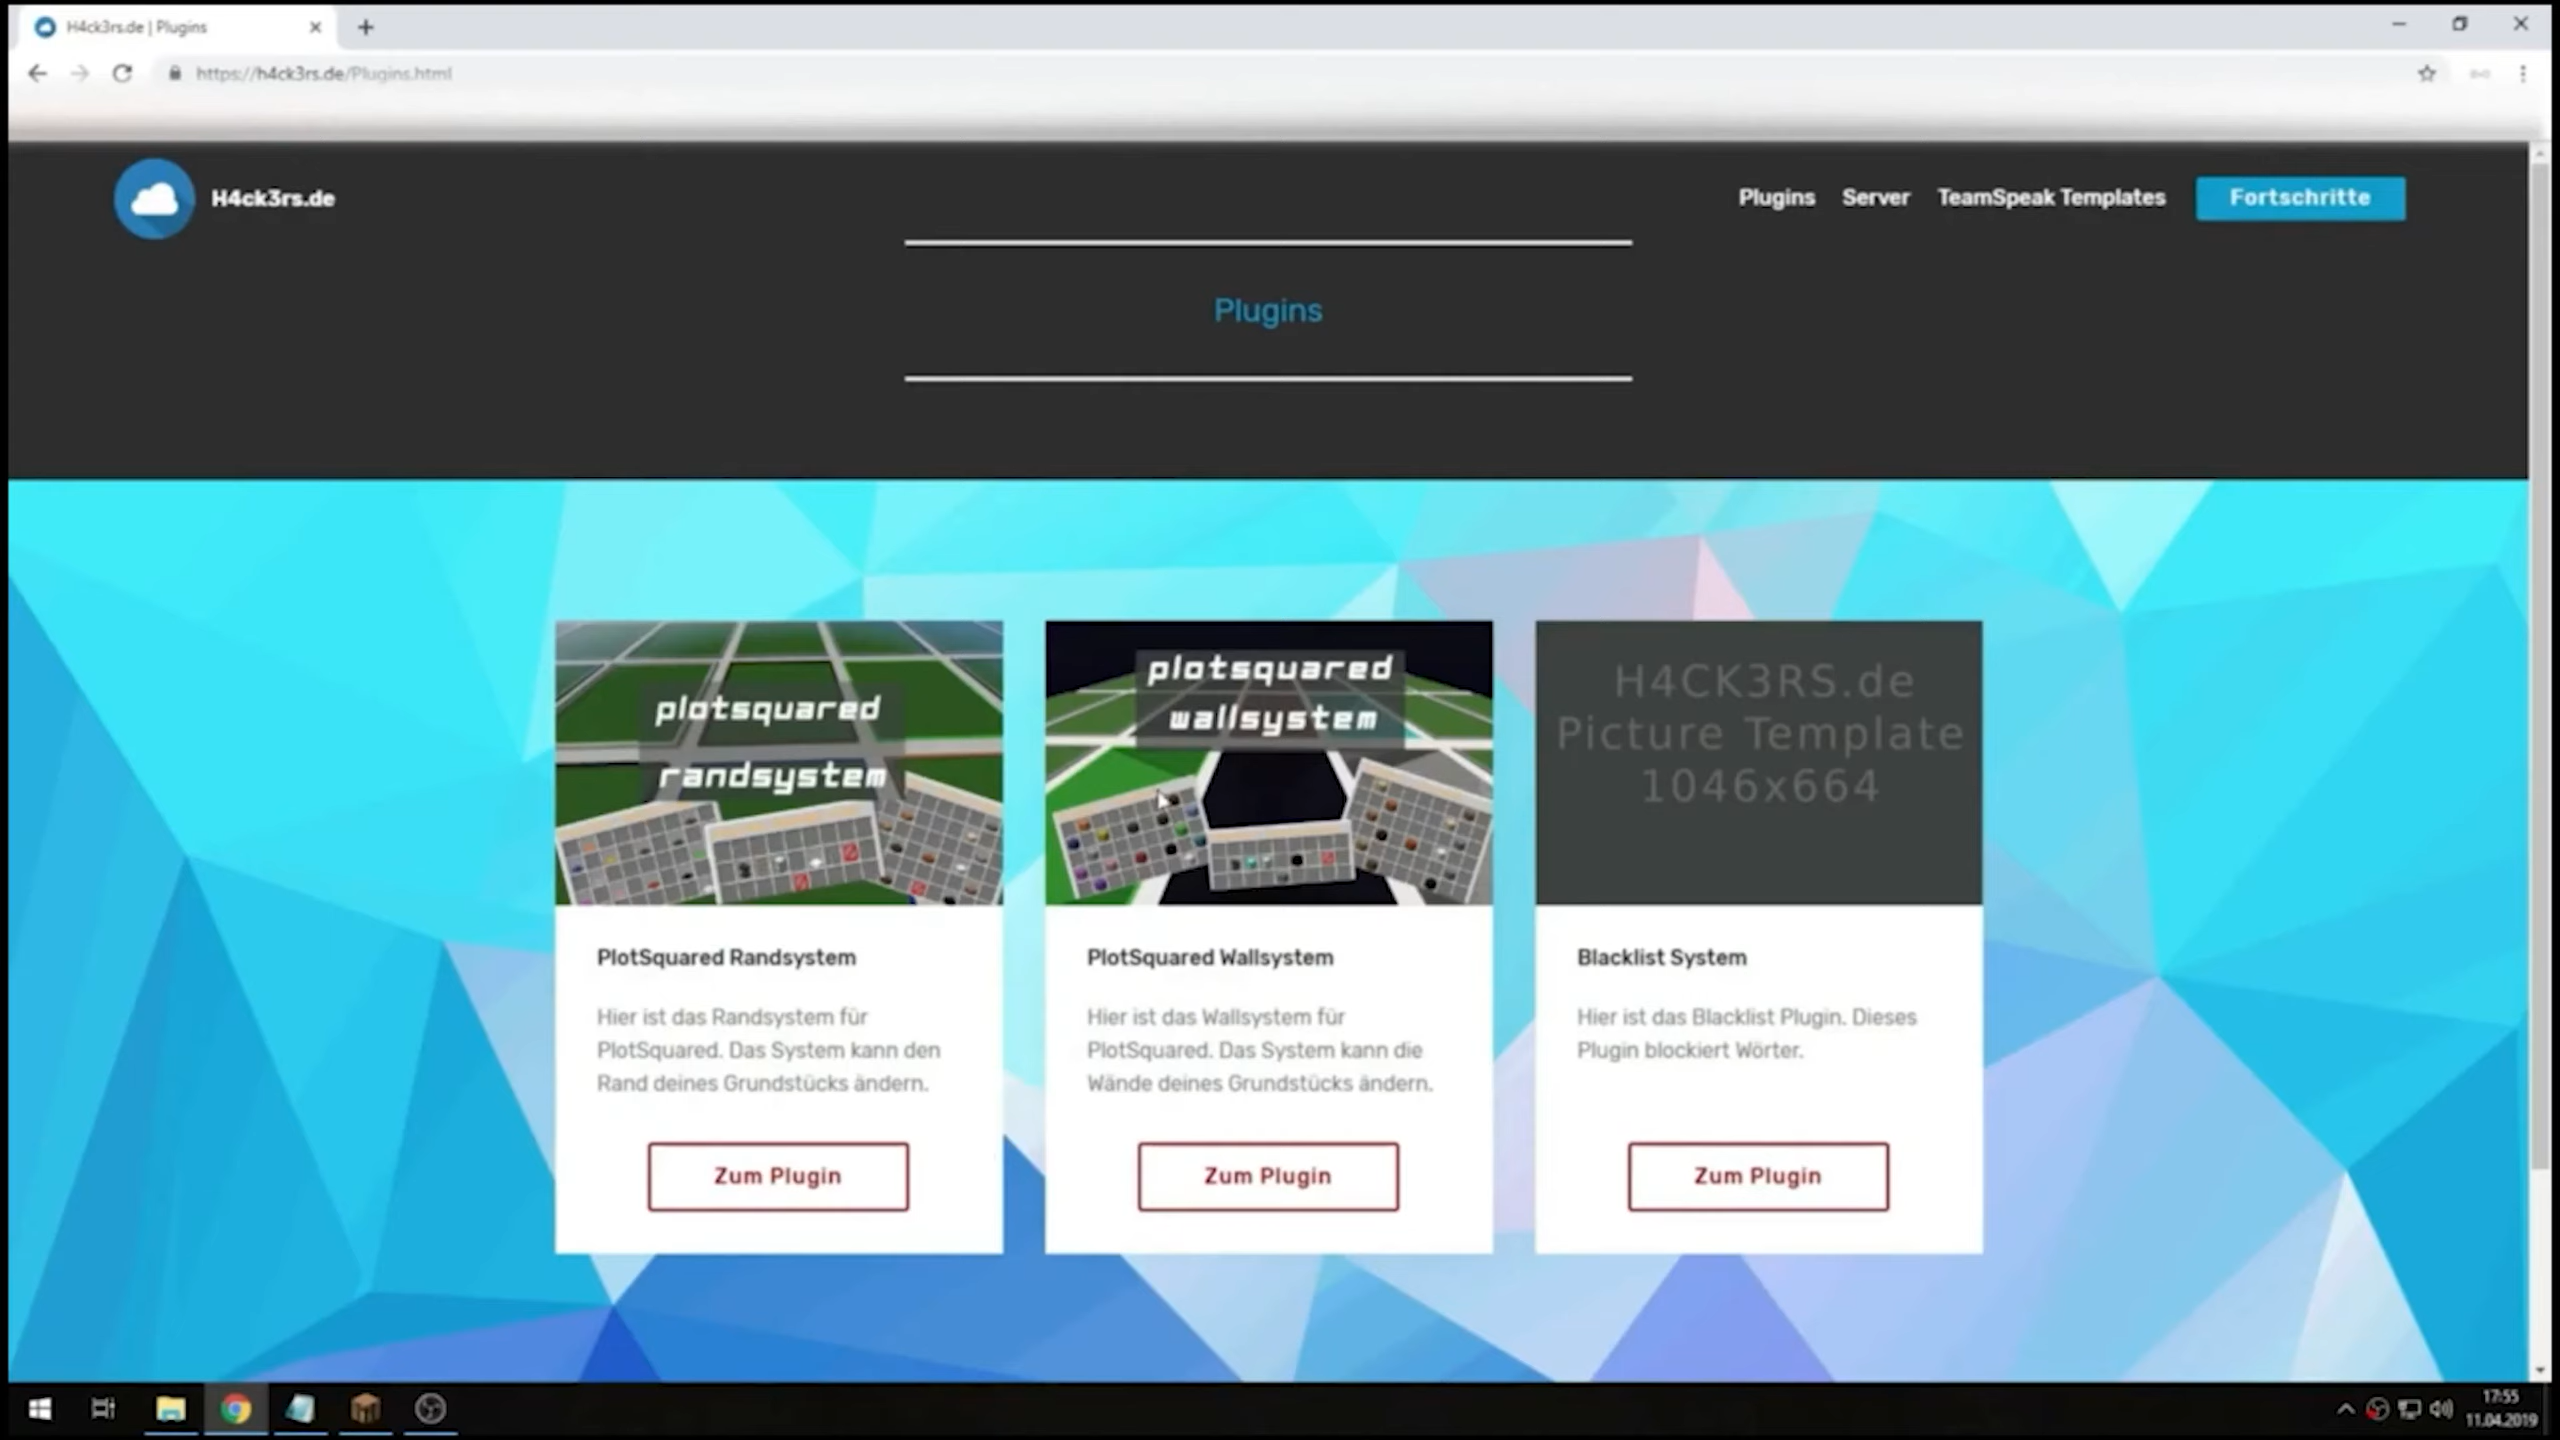 H4ck3rs.de | Plugins
https://h4ck3rs.de/Plugins.html
H4ck3rs.de
Plugins
Server
TeamSpeak Templates
Fortschritte
Plugins
plotsquared
randsystem
plotsquared
wallsystem
H4CK3RS.de
Picture Template
1046x664
PlotSquared Randsystem
Hier ist das Randsystem für
PlotSquared. Das System kann den
Rand deines Grundstücks ändern.
Zum Plugin
PlotSquared Wallsystem
Hier ist das Wallsystem für
PlotSquared. Das System kann die
Wände deines Grundstücks ändern.
Zum Plugin
Blacklist System
Hier ist das Blacklist Plugin. Dieses
Plugin blockiert Wörter.
Zum Plugin
17:55
11.04.2019